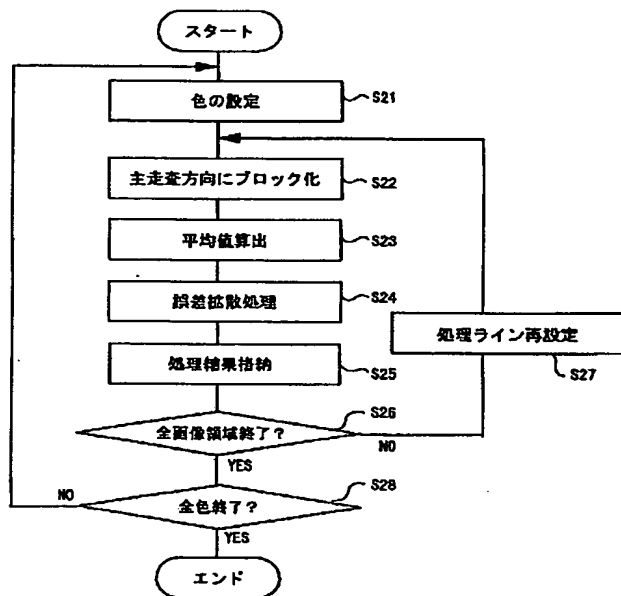 スタート
色の設定
S21
主走査方向にブロック化
S22
平均値算出
S23
誤差拡散処理
S24
処理ライン再設定
S27
処理結果格納
S25
全画像領域終了?
S26
NO
YES
全色終了?
S28
NO
YES
エンド